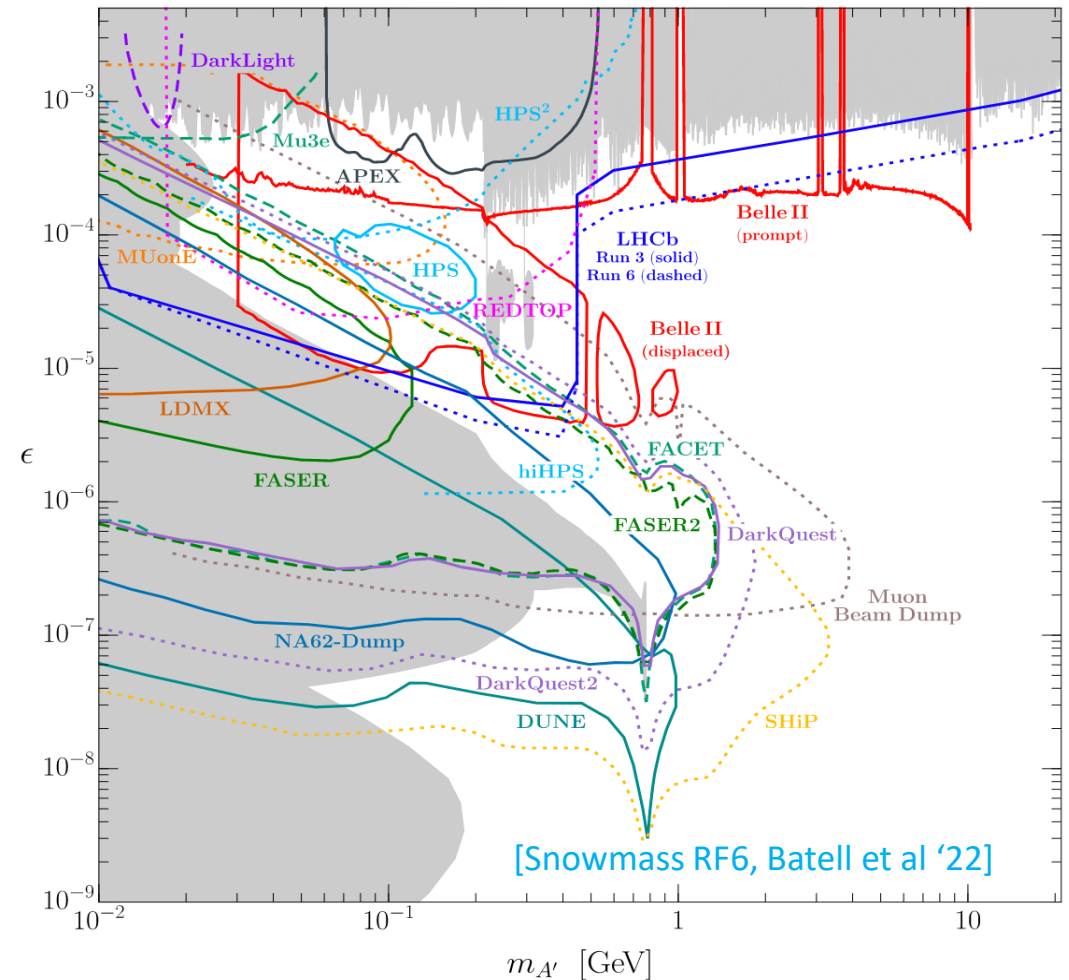 DarkLight
10^{-3}
HPS²
Mu3e
APEX
10^{-4}
Belle II
(prompt)
LHCb
Run 3 (solid)
Run 6 (dashed)
MUonE
HPS
REDTOP
Belle II
(displaced)
10^{-5}
LDMX
ϵ
FACET
FASER
hiHPS
10^{-6}
FASER2
DarkQuest
Muon
Beam Dump
10^{-7}
NA62-Dump
DarkQuest2
DUNE
SHiP
10^{-8}
[Snowmass RF6, Batell et al ‘22]
10^{-9}
10^{-2} 10^{-1} 1 10
m_{A'} [GeV]